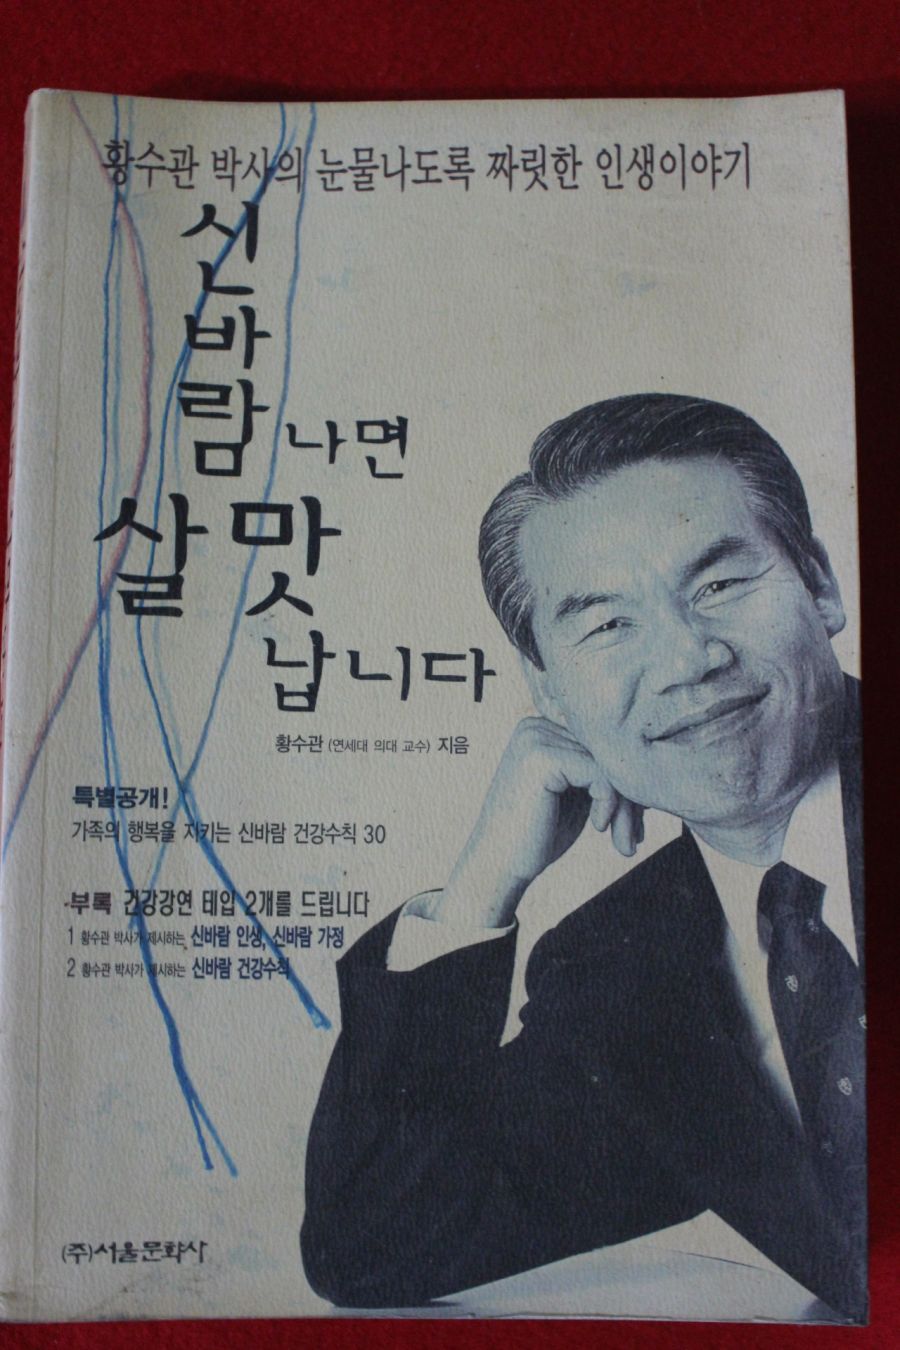 황수관 박사의 눈물나도록 짜릿한 인생이야기
신바람나면
살맛
납니다
황수관 (연세대 의대 교수) 지음
특별공개!
가족의 행복을 지키는 신바람 건강수칙 30
·부록 건강강연 테입 2개를 드립니다
1 황수관 박사가 제시하는 신바람 인생, 신바람 가정
2 황수관 박사가 제시하는 신바람 건강수칙
(주)서울문화사